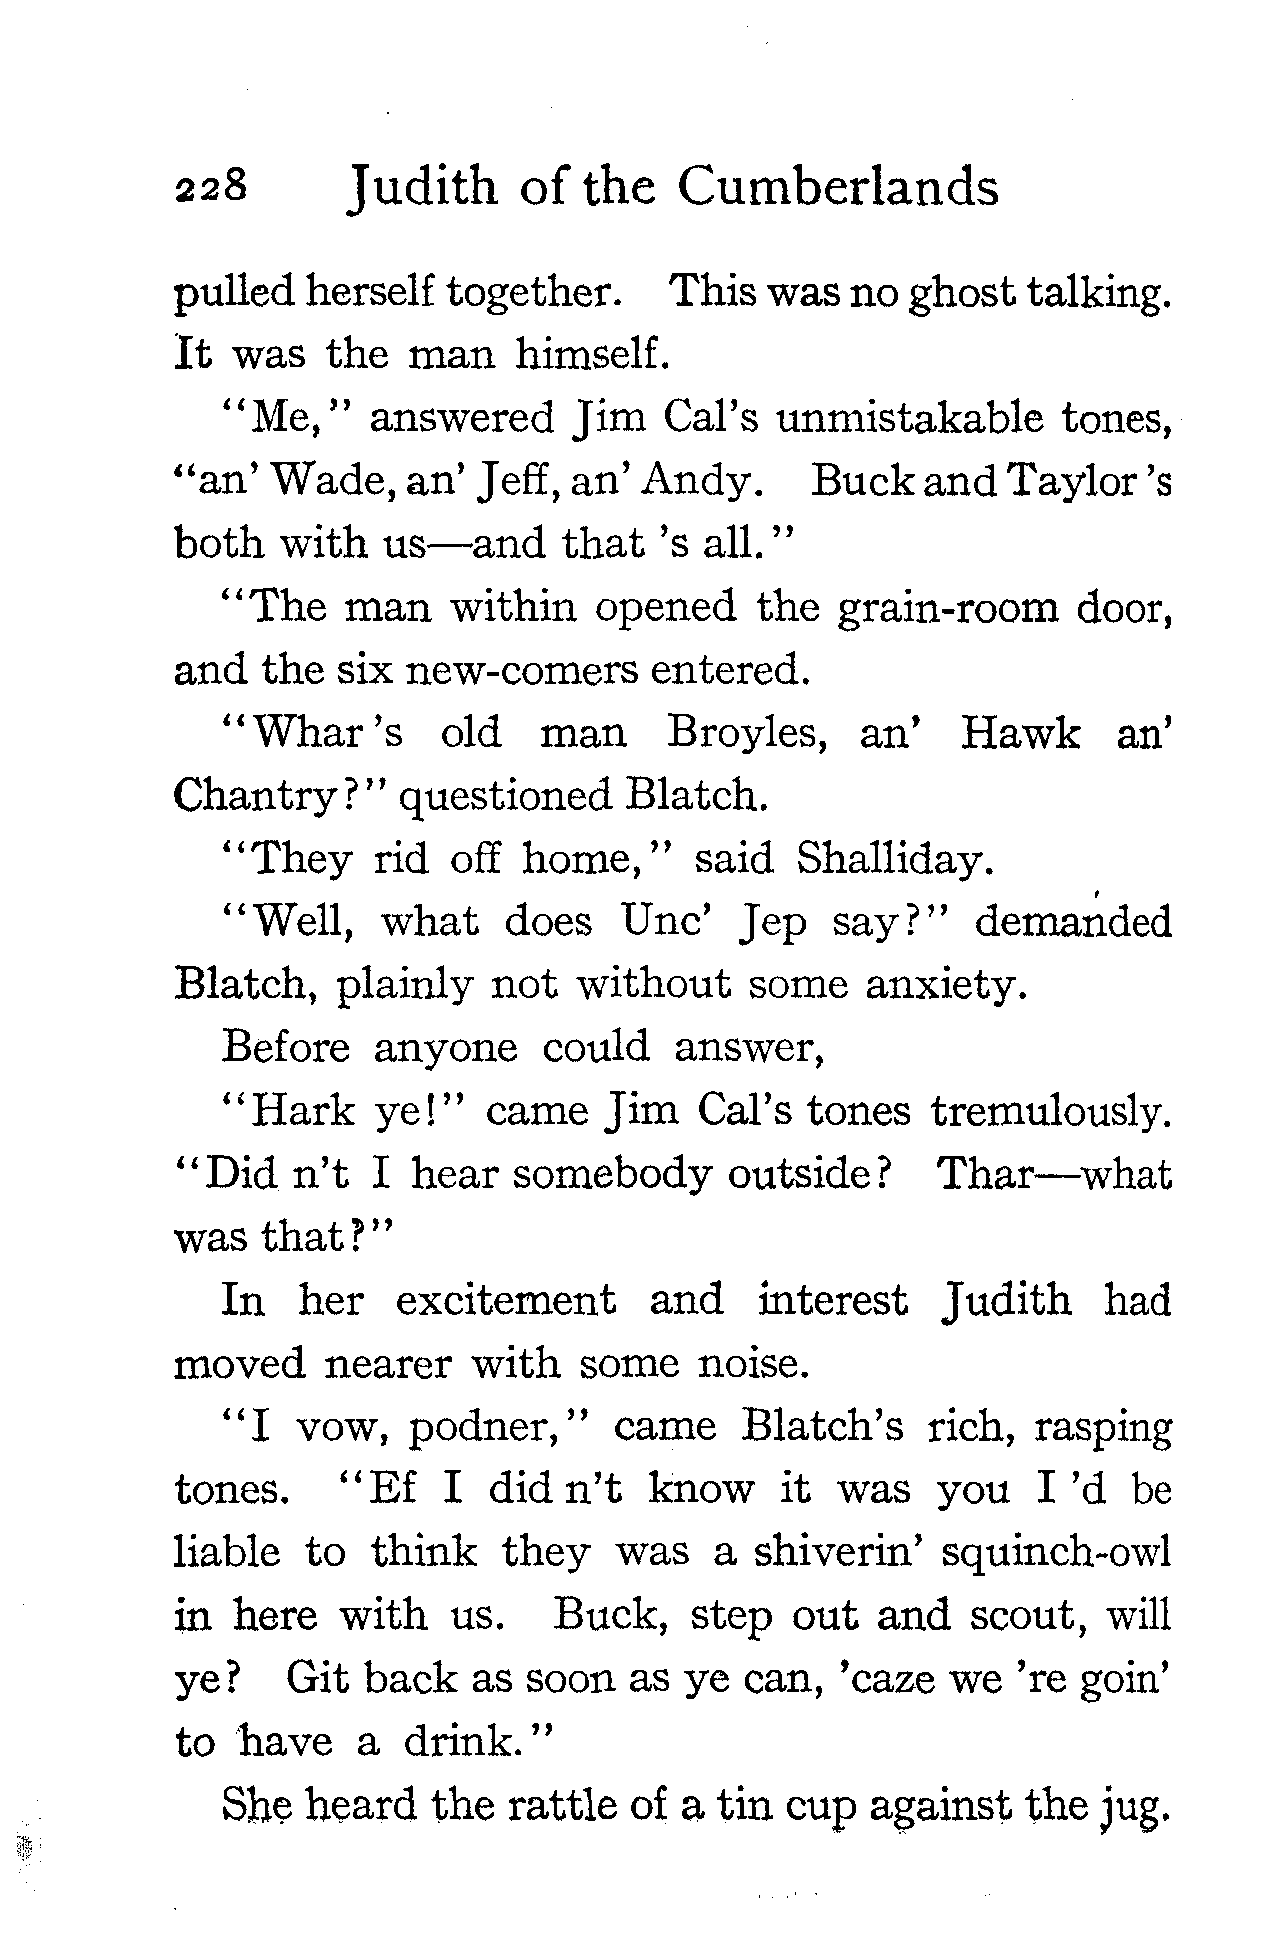 228 Judith of the Cumberlands
pulled herself together. This was no ghost talking.
It was the man himself.
"Me," answered Jim Cal's unmistakable tones,
"an' Wade, an' Jeff, an' Andy. Buck and Taylor 's
both with us—and that 's all."
"The man within opened the grain-room door,
and the six new-comers entered.
"Whar 's old man Broyles, an' Hawk an'
Chantry?" questioned Blatch.
"They rid off home," said Shalliday.
"Well, what does Unc' Jep say?" demanded
Blatch, plainly not without some anxiety.
Before anyone could answer,
"Hark ye!" came Jim Cal's tones tremulously.
"Did n't I hear somebody outside? Thar—what
was that?"
In her excitement and interest Judith had
moved nearer with some noise.
"I vow, podner," came Blatch's rich, rasping
tones. "Ef I did n't know it was you I 'd be
liable to think they was a shiverin' squinch-owl
in here with us. Buck, step out and scout, will
ye? Git back as soon as ye can, 'caze we 're goin'
to have a drink."
She heard the rattle of a tin cup against the jug.